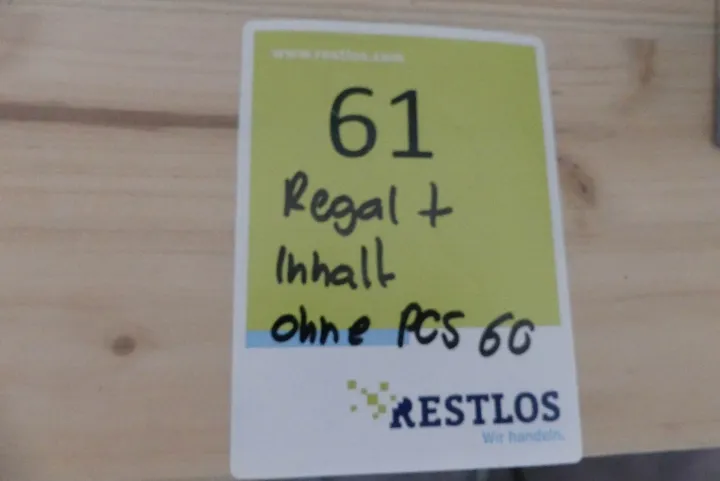 www.restlos.com
61
Regal +
Inhalt
ohne PCS 60
RESTLOS
Wir handeln.